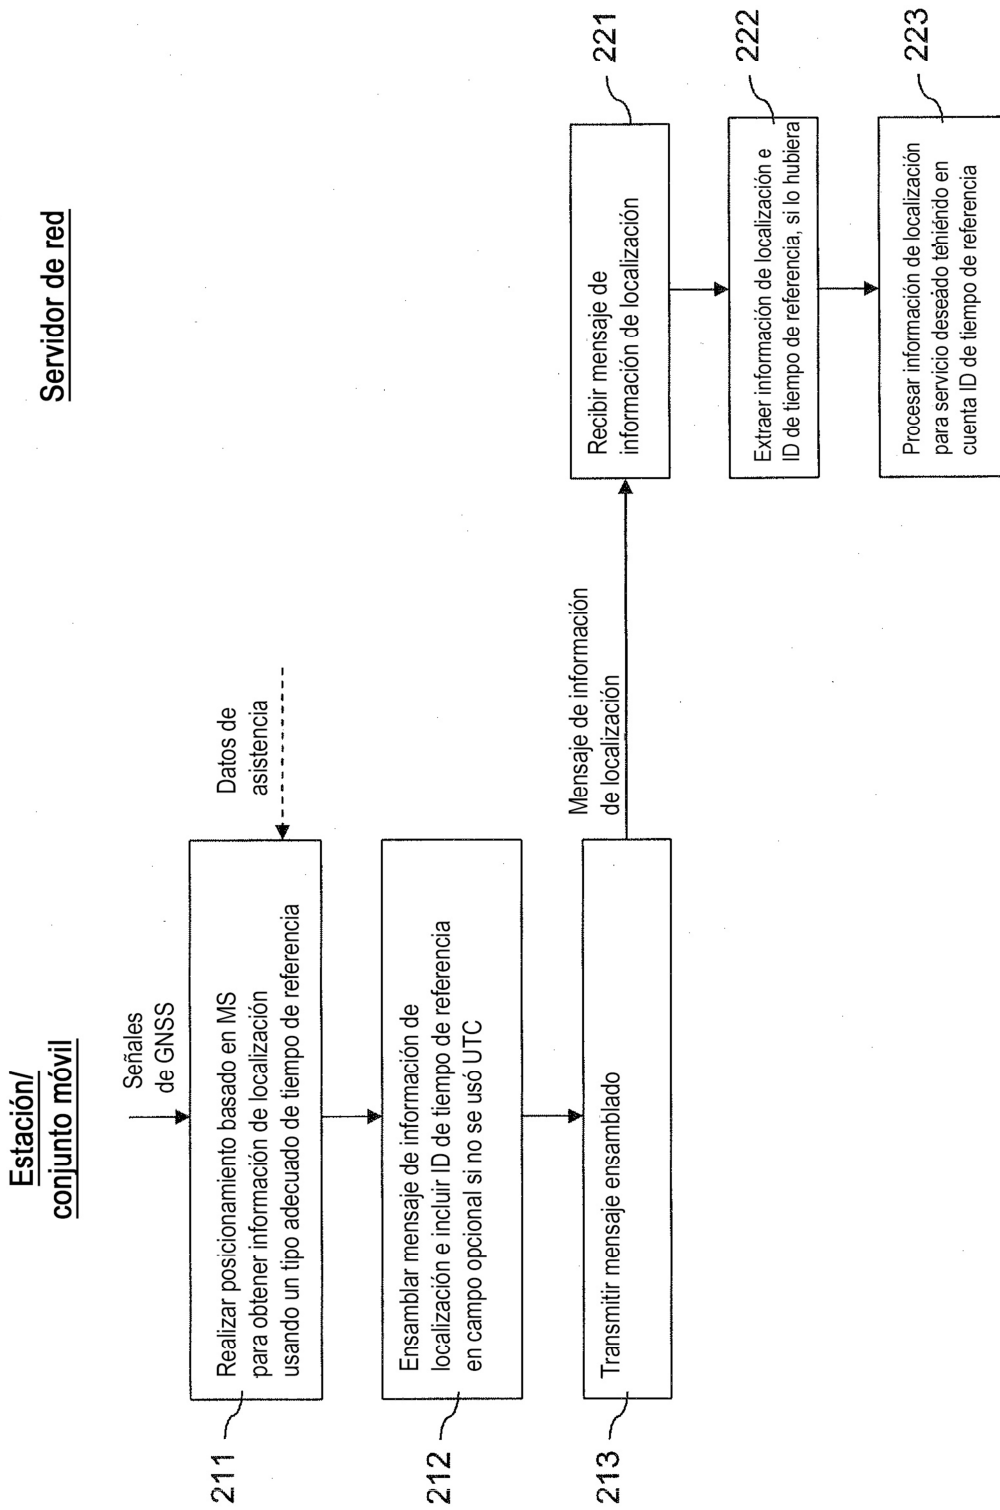 Estación/
conjunto móvil
Servidor de red
Señales
de GNSS
Datos de
asistencia
211
Realizar posicionamiento basado en MS
para obtener información de localización
usando un tipo adecuado de tiempo de referencia
212
Ensamblar mensaje de información de
localización e incluir ID de tiempo de referencia
en campo opcional si no se usó UTC
213
Transmitir mensaje ensamblado
Mensaje de información
de localización
221
Recibir mensaje de
información de localización
222
Extraer información de localización e
ID de tiempo de referencia, si lo hubiera
223
Procesar información de localización
para servicio deseado tehiéndo en
cuenta ID de tiempo de referencia